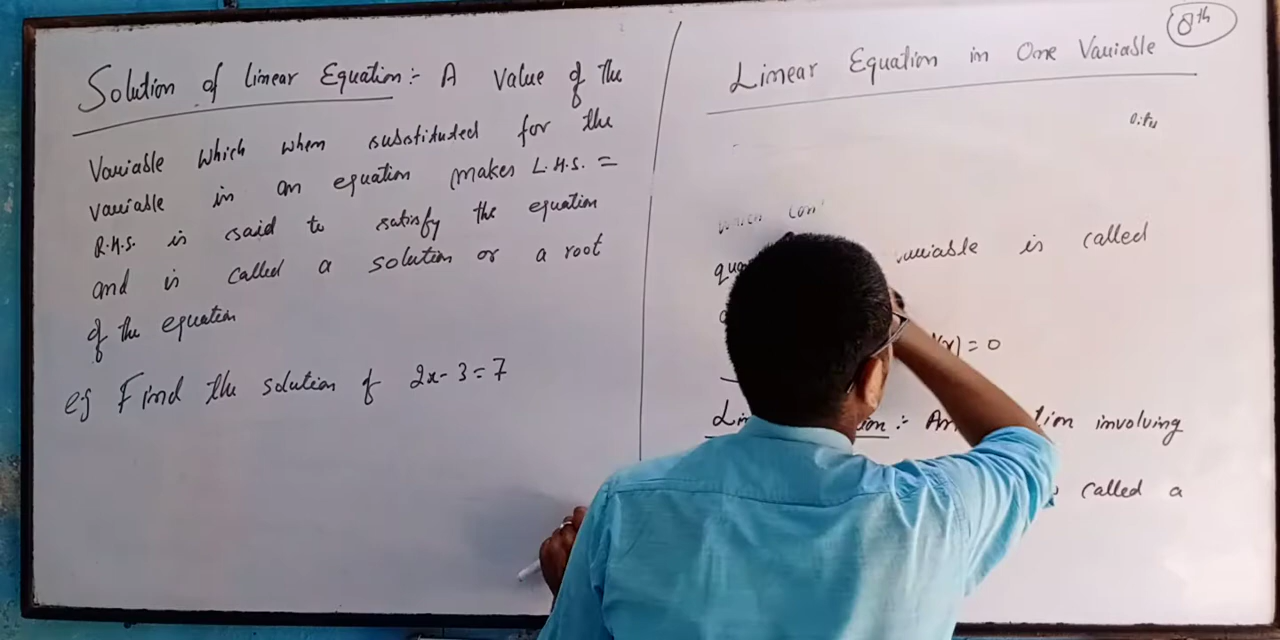 Solution of Linear Equation:- A value of the
Variable which when substituted for the
variable in an equation makes L.H.S. =
R.H.S. is said to satisfy the equation
and is called a solution or a root
of the equation
eg Find the solution of 2x-3=7
8th
Linear Equation in One Variable
which con
variable is called
(x) = 0
:- An involving
called a